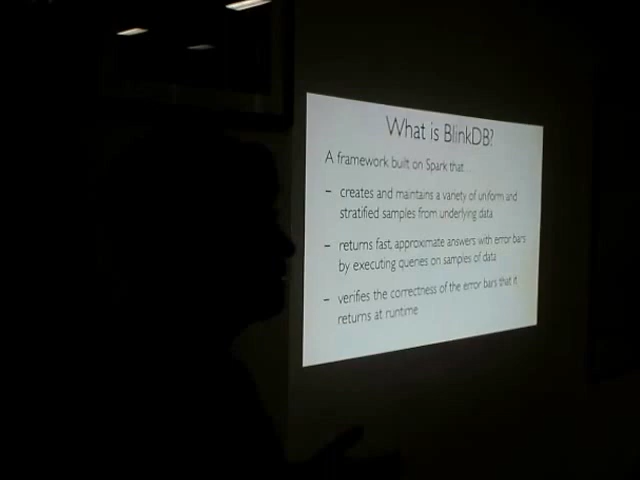 What is BlinkDB?
A framework built on Spark that
– creates and maintains a variety of uniform and
stratified samples from underlying data
– returns fast, approximate answers with error bars
by executing queries on samples of data
– verifies the correctness of the error bars that it
returns at runtime